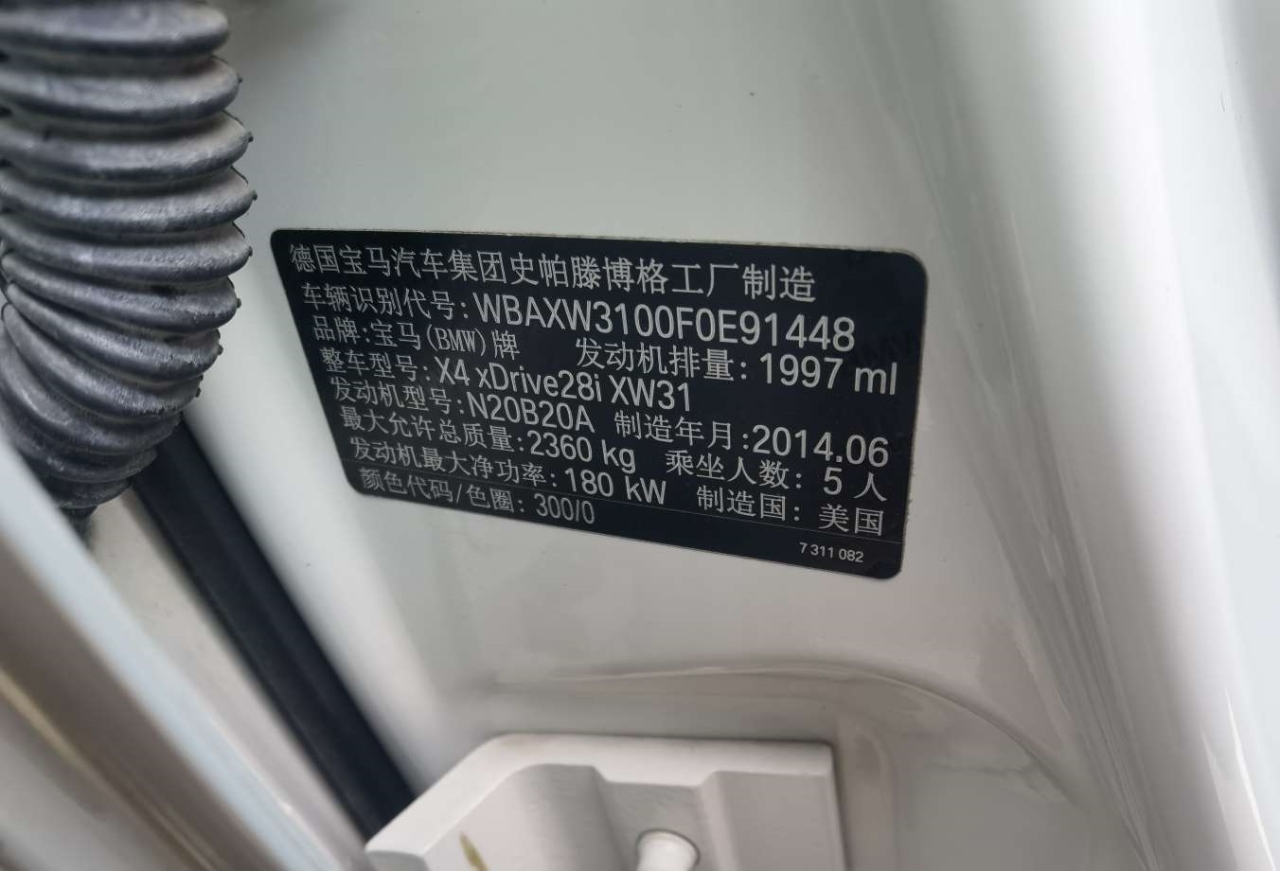 德国宝马汽车集团史帕滕博格工厂制造
车辆识别代号: WBAXW3100F0E91448
品牌: 宝马(BMW)牌 发动机排量: 1997 ml
整车型号: X4 xDrive28i XW31
发动机型号: N20B20A 制造年月: 2014.06
最大允许总质量: 2360 kg 乘坐人数: 5 人
发动机最大净功率: 180 kW 制造国: 美国
颜色代码/色圈: 300/0
7 311 082